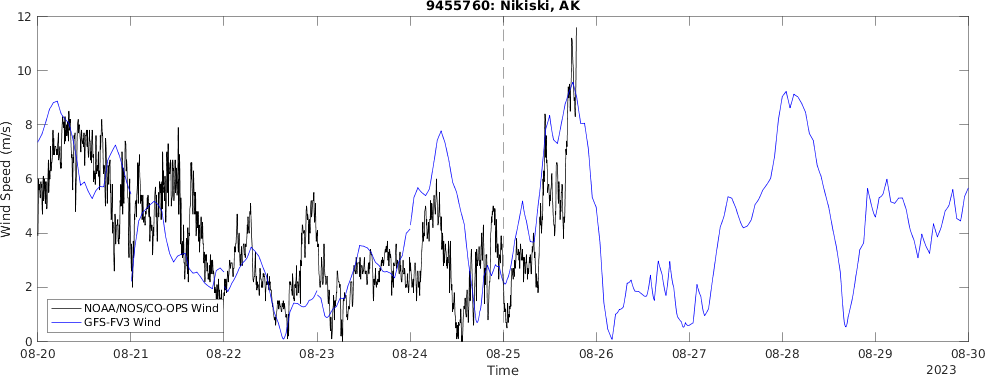 9455760: Nikiski, AK
Wind Speed (m/s)
12
10
8
6
4
2
0
NOAA/NOS/CO-OPS Wind
GFS-FV3 Wind
08-20 08-21 08-22 08-23 08-24 08-25 08-26 08-27 08-28 08-29 08-30
Time
2023